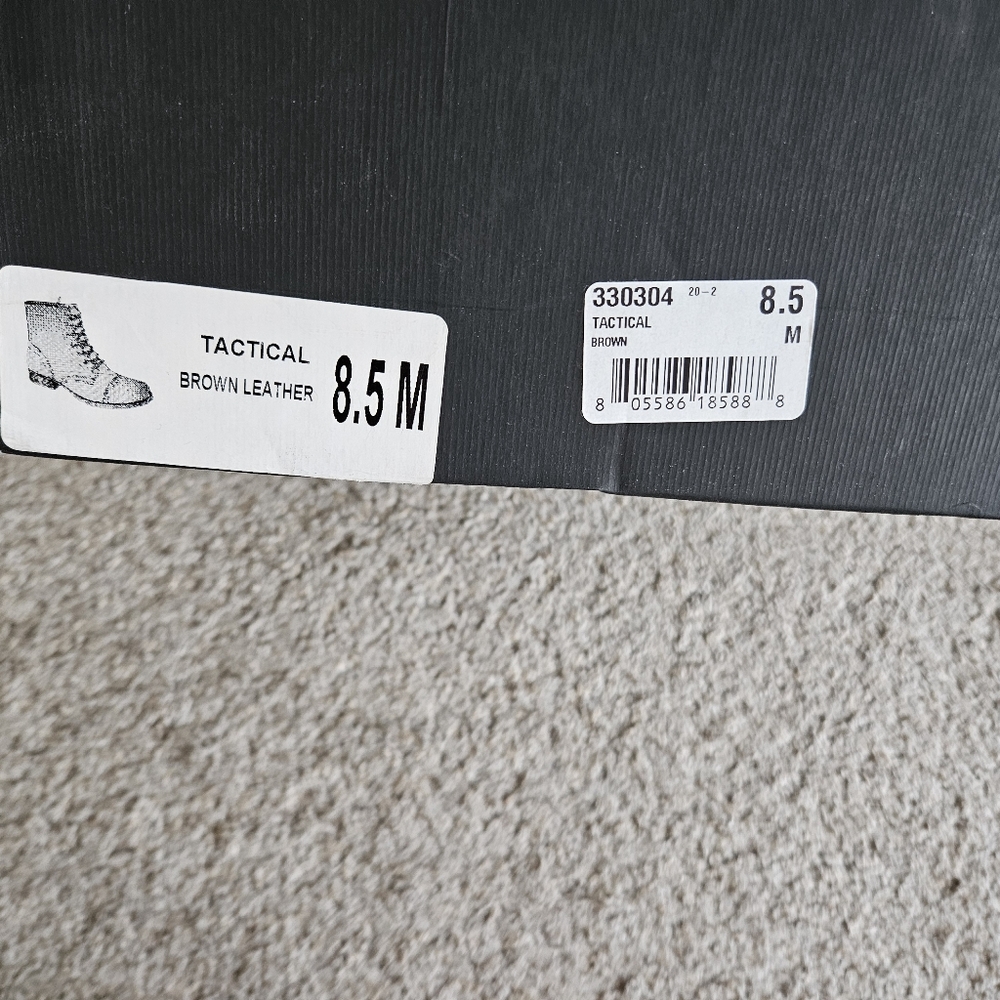 TACTICAL
BROWN LEATHER
8.5 M
330304 20-2 8.5
TACTICAL M
BROWN
8 05586 18588 8